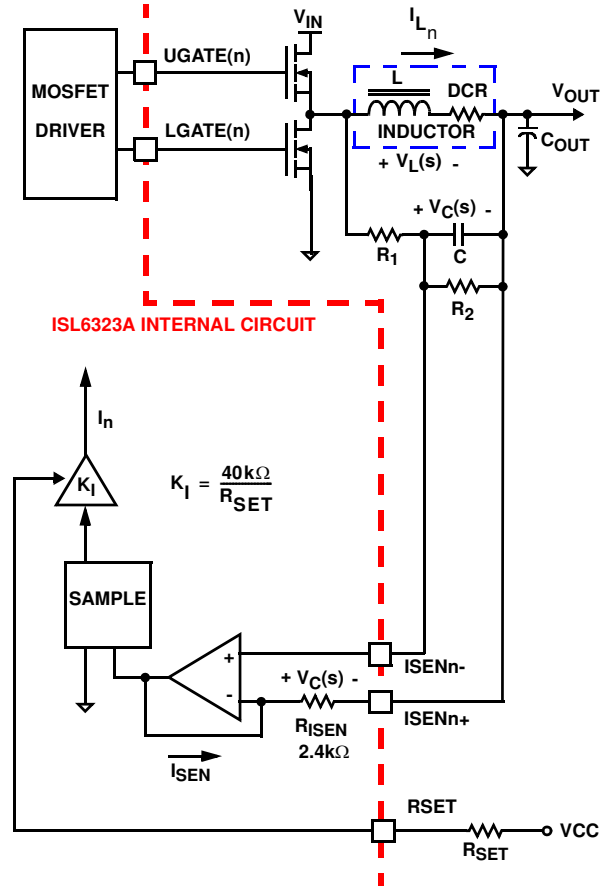 V_IN
I_Ln
MOSFET
DRIVER
UGATE(n)
LGATE(n)
L
DCR
INDUCTOR
V_OUT
C_OUT
+ V_L(s) -
+ V_C(s) -
R_1
C
R_2
ISL6323A INTERNAL CIRCUIT
I_n
K_I
K_I = 40kΩ / R_SET
SAMPLE
+
-
ISENn-
+ V_C(s) -
ISENn+
R_ISEN
2.4kΩ
I_SEN
RSET
R_SET
VCC